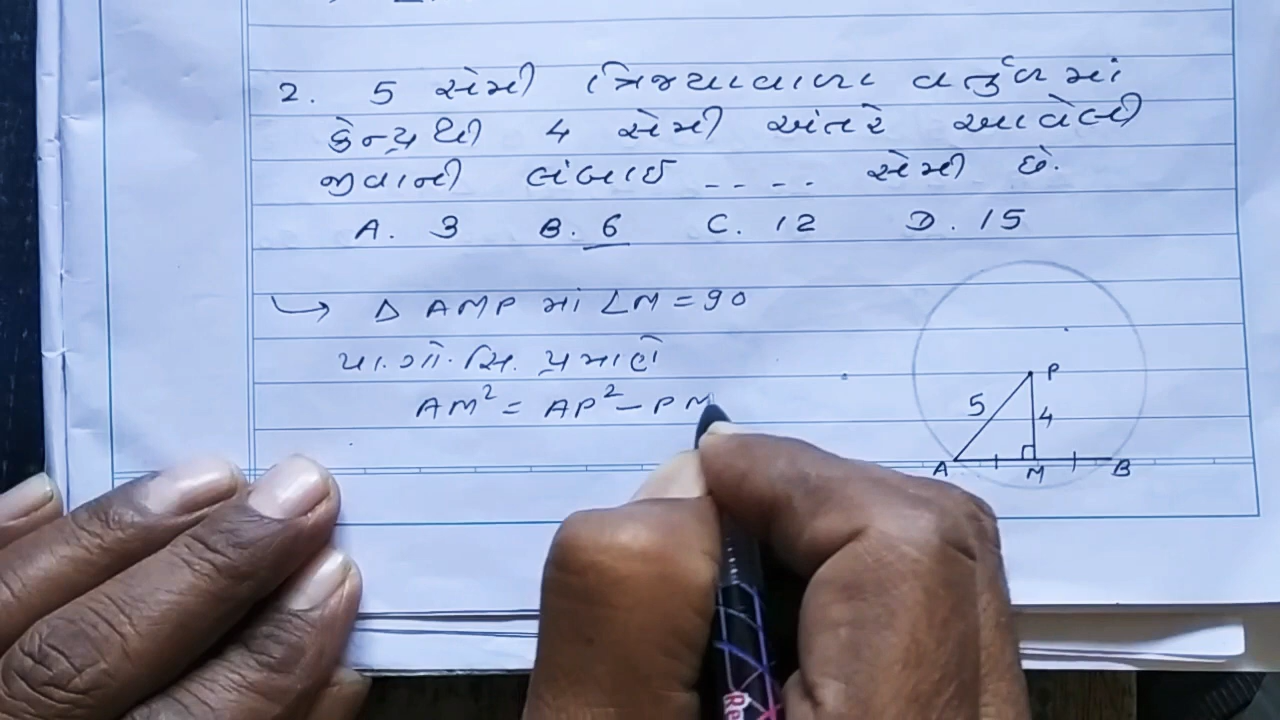 2. 5 સેમી ત્રિજ્યાવાળા વર્તુળમાં
કેન્દ્રથી 4 સેમી અંતરે આવેલી
જીવાની લંબાઈ ---- સેમી છે.
A. 3 B. 6 C. 12 D. 15
↳ Δ AMP માં ∠M = 90
પા.ગો.સિ. પ્રમાણે
AM² = AP² - PM
P
5
4
A
M
B
Re